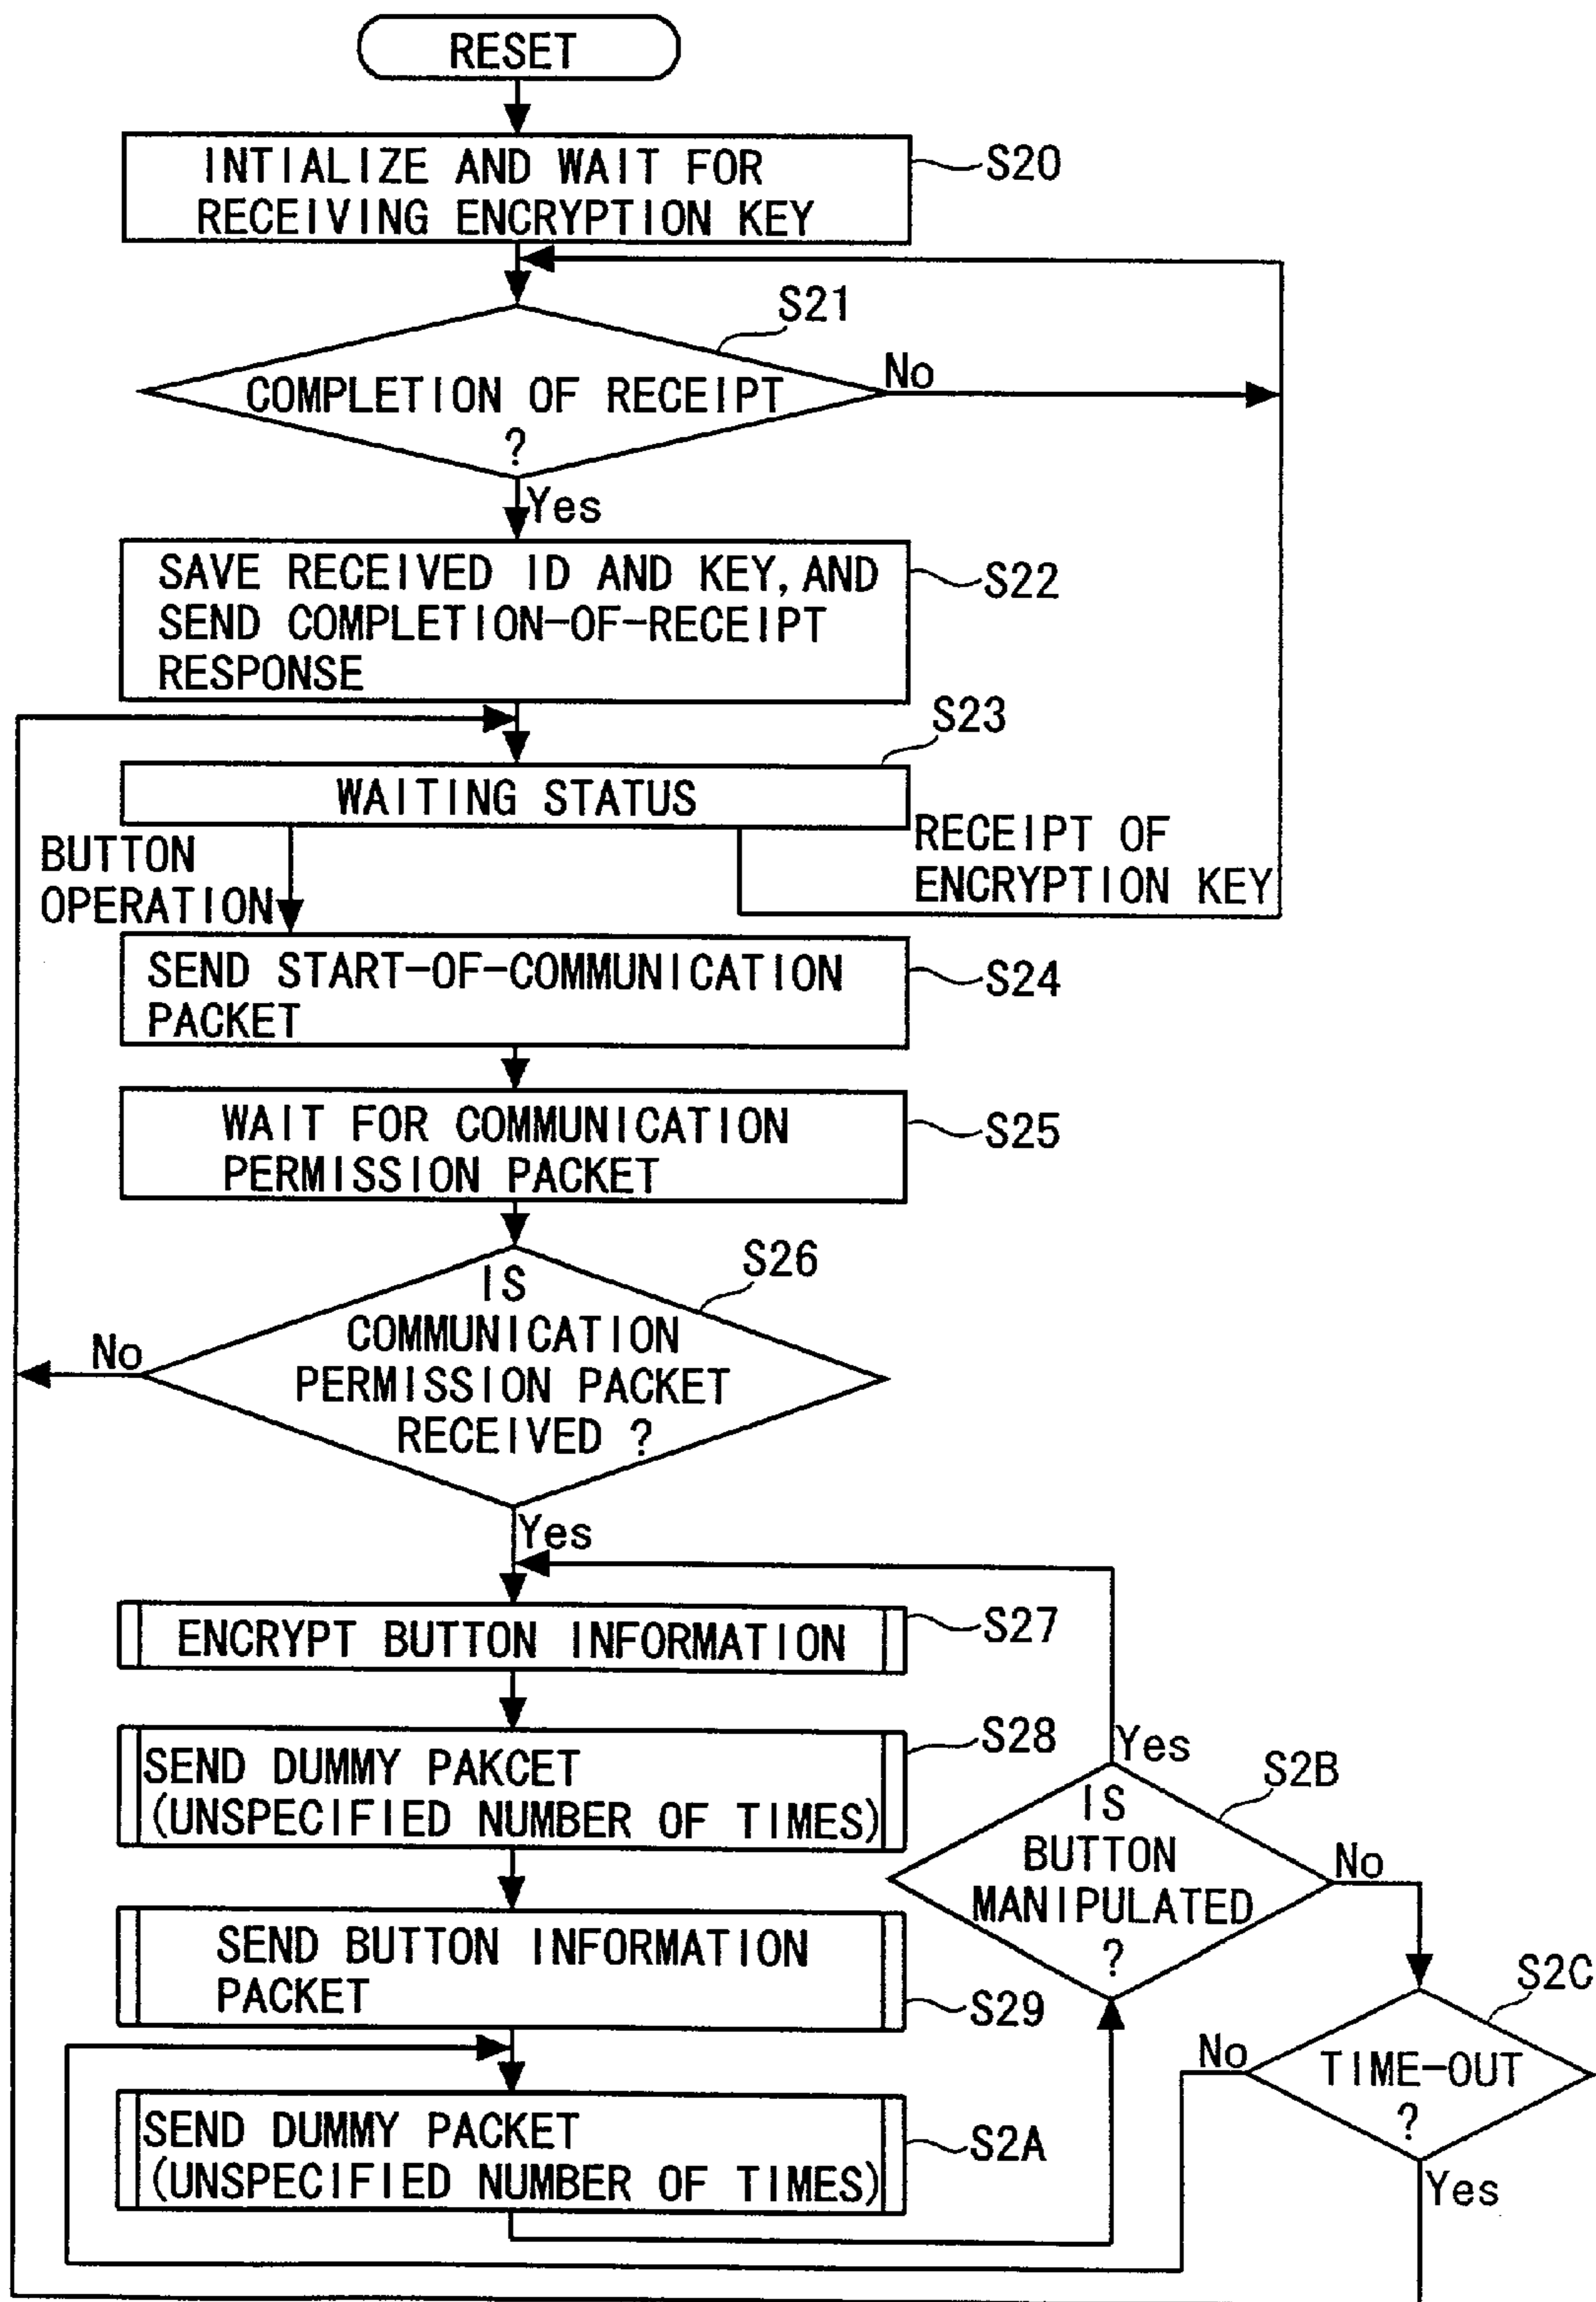 RESET
INTIALIZE AND WAIT FOR
RECEIVING ENCRYPTION KEY
S20
S21
COMPLETION OF RECEIPT
?
No
Yes
SAVE RECEIVED ID AND KEY, AND
SEND COMPLETION-OF-RECEIPT
RESPONSE
S22
S23
WAITING STATUS
BUTTON
OPERATION
RECEIPT OF
ENCRYPTION KEY
SEND START-OF-COMMUNICATION
PACKET
S24
WAIT FOR COMMUNICATION
PERMISSION PACKET
S25
S26
IS
COMMUNICATION
PERMISSION PACKET
RECEIVED ?
No
Yes
ENCRYPT BUTTON INFORMATION
S27
SEND DUMMY PAKCET
(UNSPECIFIED NUMBER OF TIMES)
S28
Yes
S2B
IS
BUTTON
MANIPULATED
?
No
SEND BUTTON INFORMATION
PACKET
S29
S2C
No
TIME-OUT
?
Yes
SEND DUMMY PACKET
(UNSPECIFIED NUMBER OF TIMES)
S2A